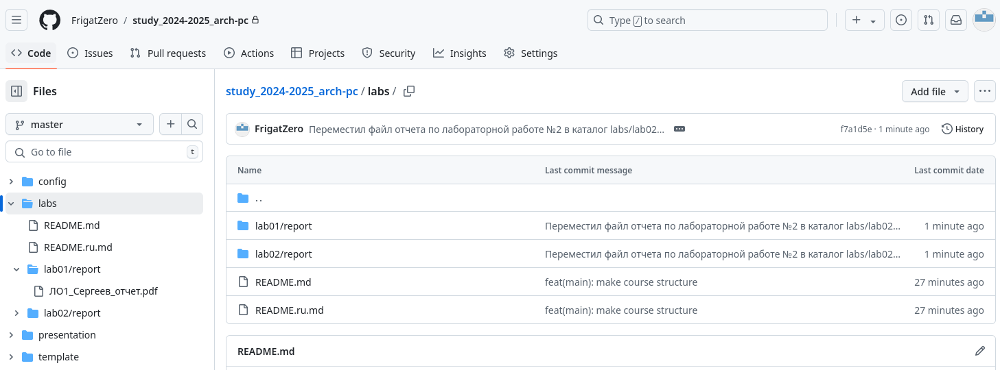 FrigatZero / study_2024-2025_arch-pc
Type / to search
Code Issues Pull requests Actions Projects Security Insights Settings
Files
master
Go to file t
config
labs
README.md
README.ru.md
lab01/report
ЛО1_Сергеев_отчет.pdf
lab02/report
presentation
template
study_2024-2025_arch-pc / labs /
Add file
FrigatZero Переместил файл отчета по лабораторной работе №2 в каталог labs/lab02... f7a1d5e · 1 minute ago History
Name Last commit message Last commit date
..
lab01/report Переместил файл отчета по лабораторной работе №2 в каталог labs/lab02... 1 minute ago
lab02/report Переместил файл отчета по лабораторной работе №2 в каталог labs/lab02... 1 minute ago
README.md feat(main): make course structure 27 minutes ago
README.ru.md feat(main): make course structure 27 minutes ago
README.md